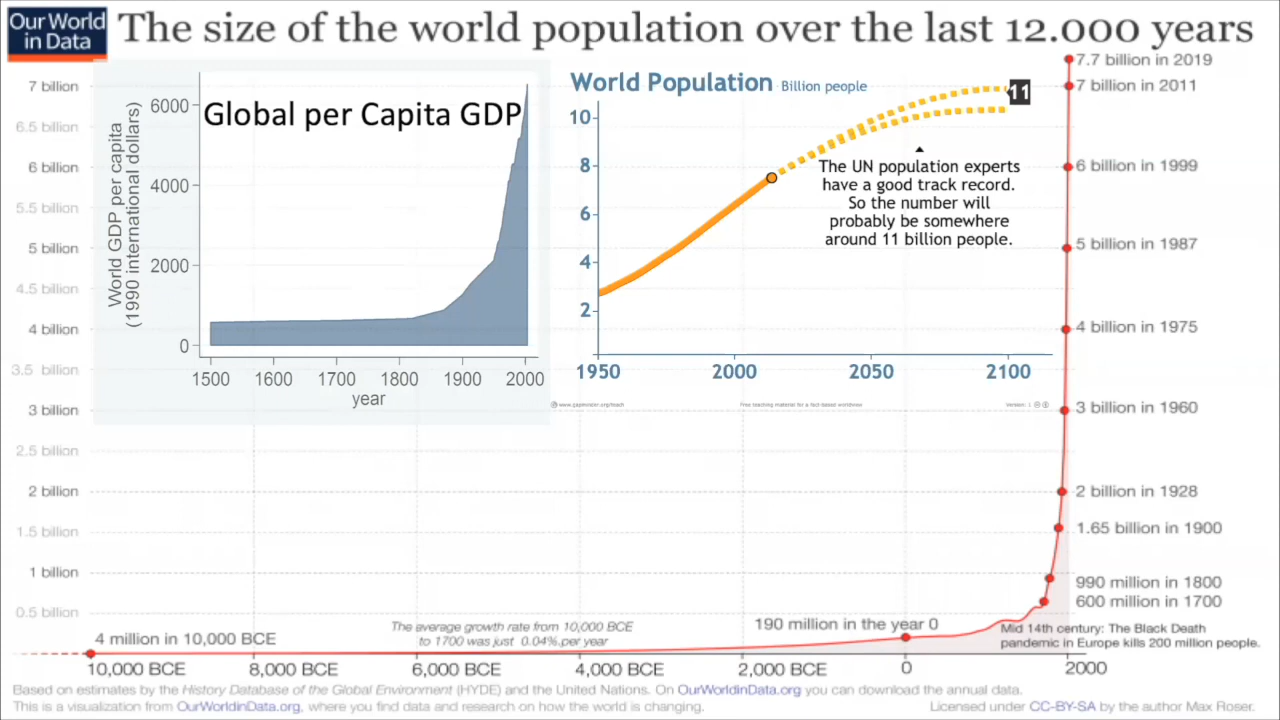 Our World
in Data
The size of the world population over the last 12.000 years
7 billion
6.5 billion
6 billion
5.5 billion
5 billion
4.5 billion
4 billion
3.5 billion
3 billion
2.5 billion
2 billion
1.5 billion
1 billion
0.5 billion
Global per Capita GDP
World GDP per capita
(1990 international dollars)
6000
4000
2000
0
1500 1600 1700 1800 1900 2000
year
World Population Billion people
10
8
6
4
2
11
The UN population experts
have a good track record.
So the number will
probably be somewhere
around 11 billion people.
1950 2000 2050 2100
www.gapminder.org/teach
Free teaching material for a fact-based worldview
Version: 1
7.7 billion in 2019
7 billion in 2011
6 billion in 1999
5 billion in 1987
4 billion in 1975
3 billion in 1960
2 billion in 1928
1.65 billion in 1900
990 million in 1800
600 million in 1700
Mid 14th century: The Black Death
pandemic in Europe kills 200 million people.
190 million in the year 0
The average growth rate from 10,000 BCE
to 1700 was just 0.04% per year
4 million in 10,000 BCE
10,000 BCE 8,000 BCE 6,000 BCE 4,000 BCE 2,000 BCE 0 2000
Based on estimates by the History Database of the Global Environment (HYDE) and the United Nations. On OurWorldinData.org you can download the annual data.
This is a visualization from OurWorldinData.org, where you find data and research on how the world is changing.
Licensed under CC-BY-SA by the author Max Roser.